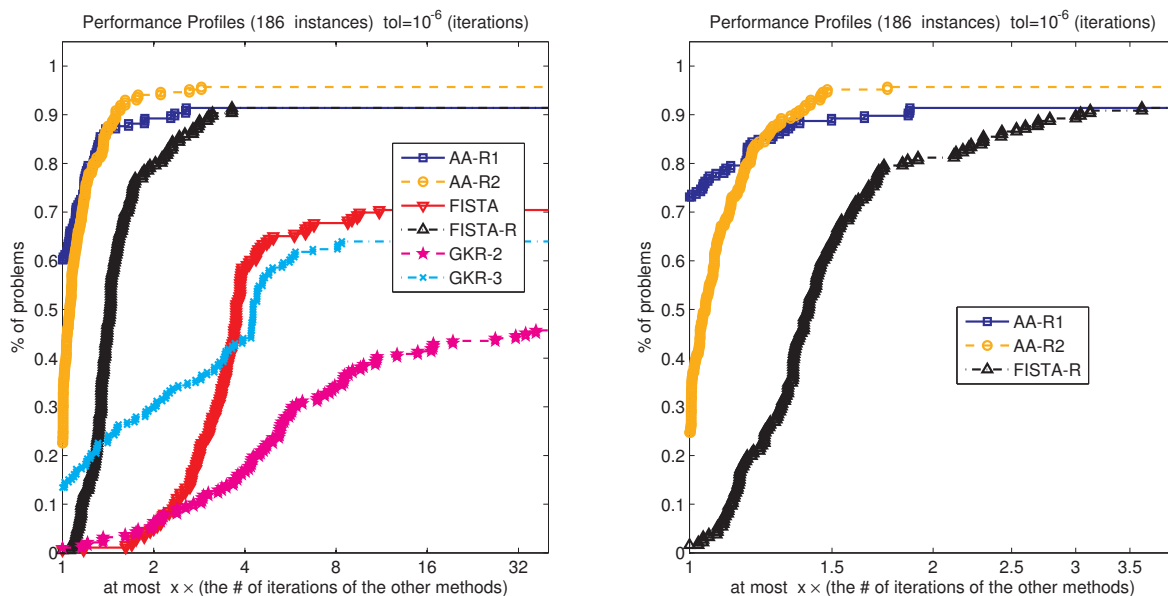 Performance Profiles (186 instances) tol=10^-6 (iterations)
% of problems
1
0.9
0.8
0.7
0.6
0.5
0.4
0.3
0.2
0.1
0
AA-R1
AA-R2
FISTA
FISTA-R
GKR-2
GKR-3
1 2 4 8 16 32
at most x × (the # of iterations of the other methods)
Performance Profiles (186 instances) tol=10^-6 (iterations)
% of problems
1
0.9
0.8
0.7
0.6
0.5
0.4
0.3
0.2
0.1
0
AA-R1
AA-R2
FISTA-R
1 1.5 2 2.5 3 3.5
at most x × (the # of iterations of the other methods)